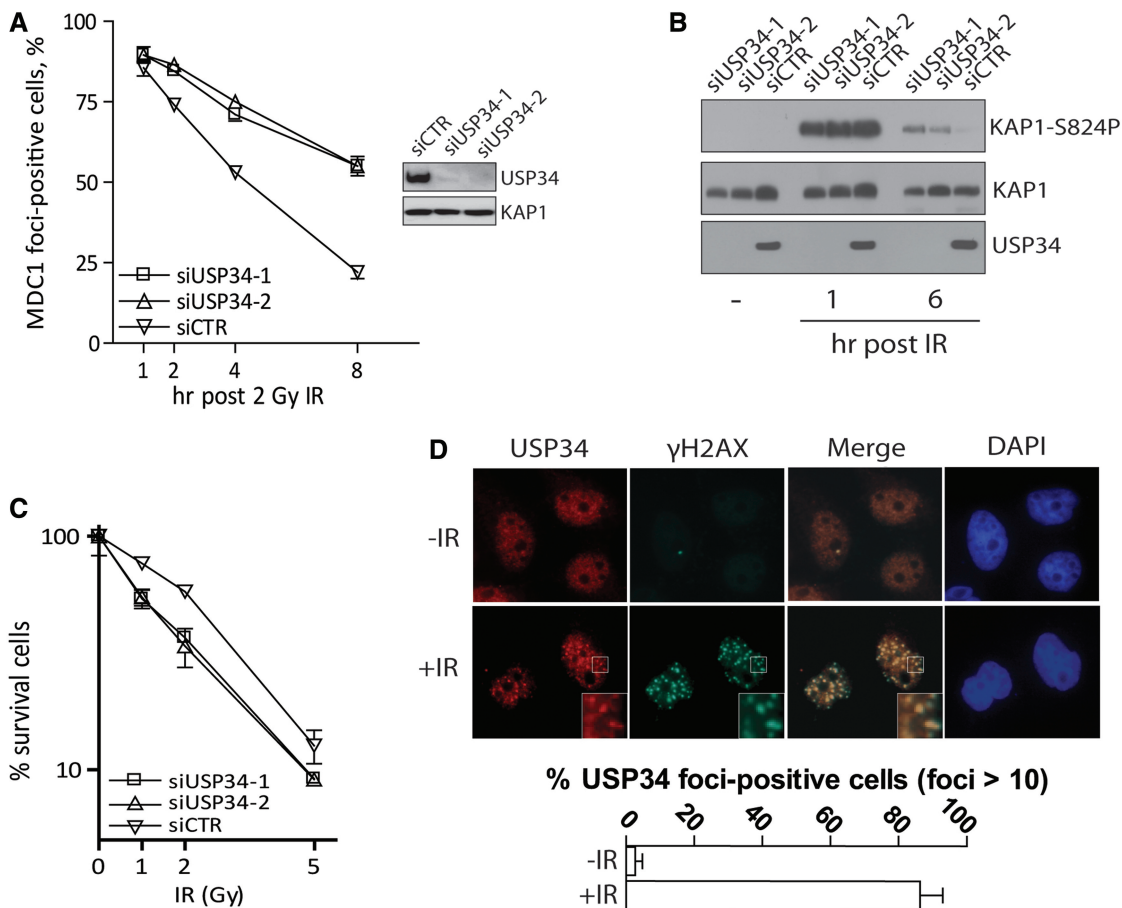 A
MDC1 foci-positive cells, %
100
75
50
25
0
siUSP34-1
siUSP34-2
siCTR
1 2 4 8
hr post 2 Gy IR
siCTR
siUSP34-1
siUSP34-2
USP34
KAP1
B
siUSP34-1
siUSP34-2
siCTR
siUSP34-1
siUSP34-2
siCTR
siUSP34-1
siUSP34-2
siCTR
KAP1-S824P
KAP1
USP34
- 1 6
hr post IR
C
% survival cells
100
10
siUSP34-1
siUSP34-2
siCTR
0 1 2 5
IR (Gy)
D
USP34 γH2AX Merge DAPI
-IR
+IR
% USP34 foci-positive cells (foci > 10)
0 20 40 60 80 100
-IR
+IR